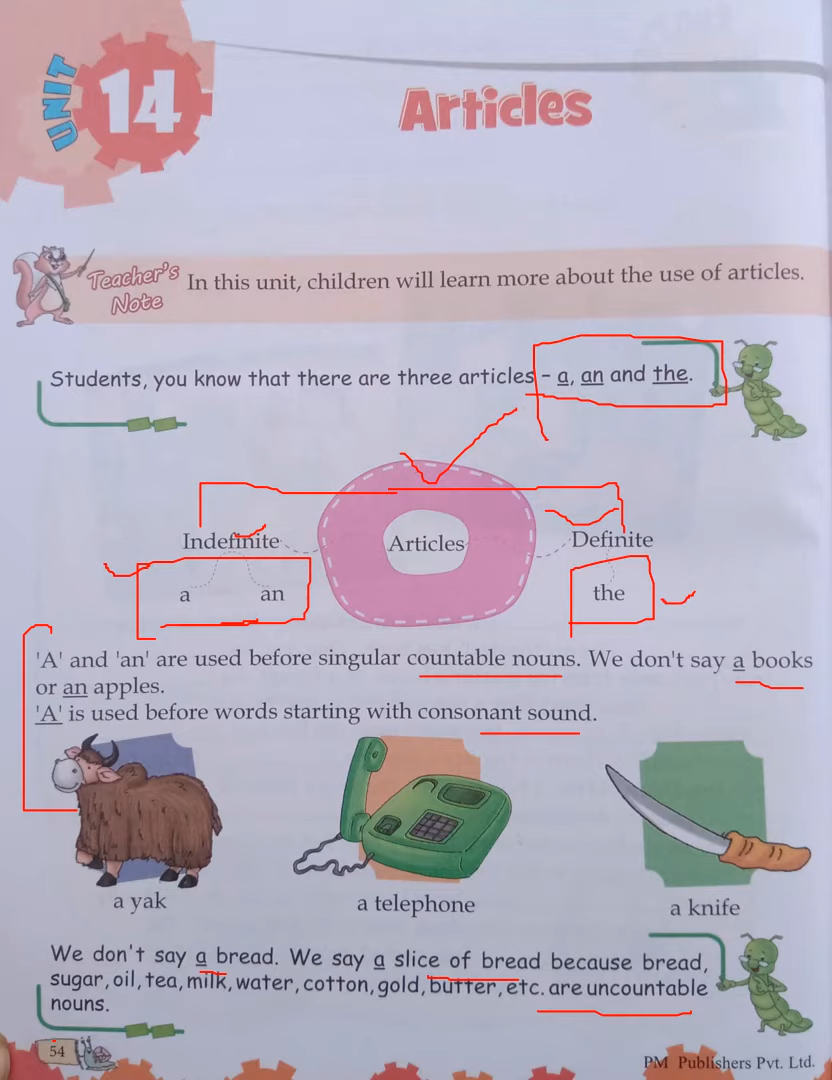 UNIT
14
Articles
Teacher's
Note
In this unit, children will learn more about the use of articles.
Students, you know that there are three articles - a, an and the.
Indefinite
Articles
Definite
a
an
the
'A' and 'an' are used before singular countable nouns. We don't say a books
or an apples.
'A' is used before words starting with consonant sound.
a yak
a telephone
a knife
We don't say a bread. We say a slice of bread because bread,
sugar, oil, tea, milk, water, cotton, gold, butter, etc. are uncountable
nouns.
54
PM Publishers Pvt. Ltd.